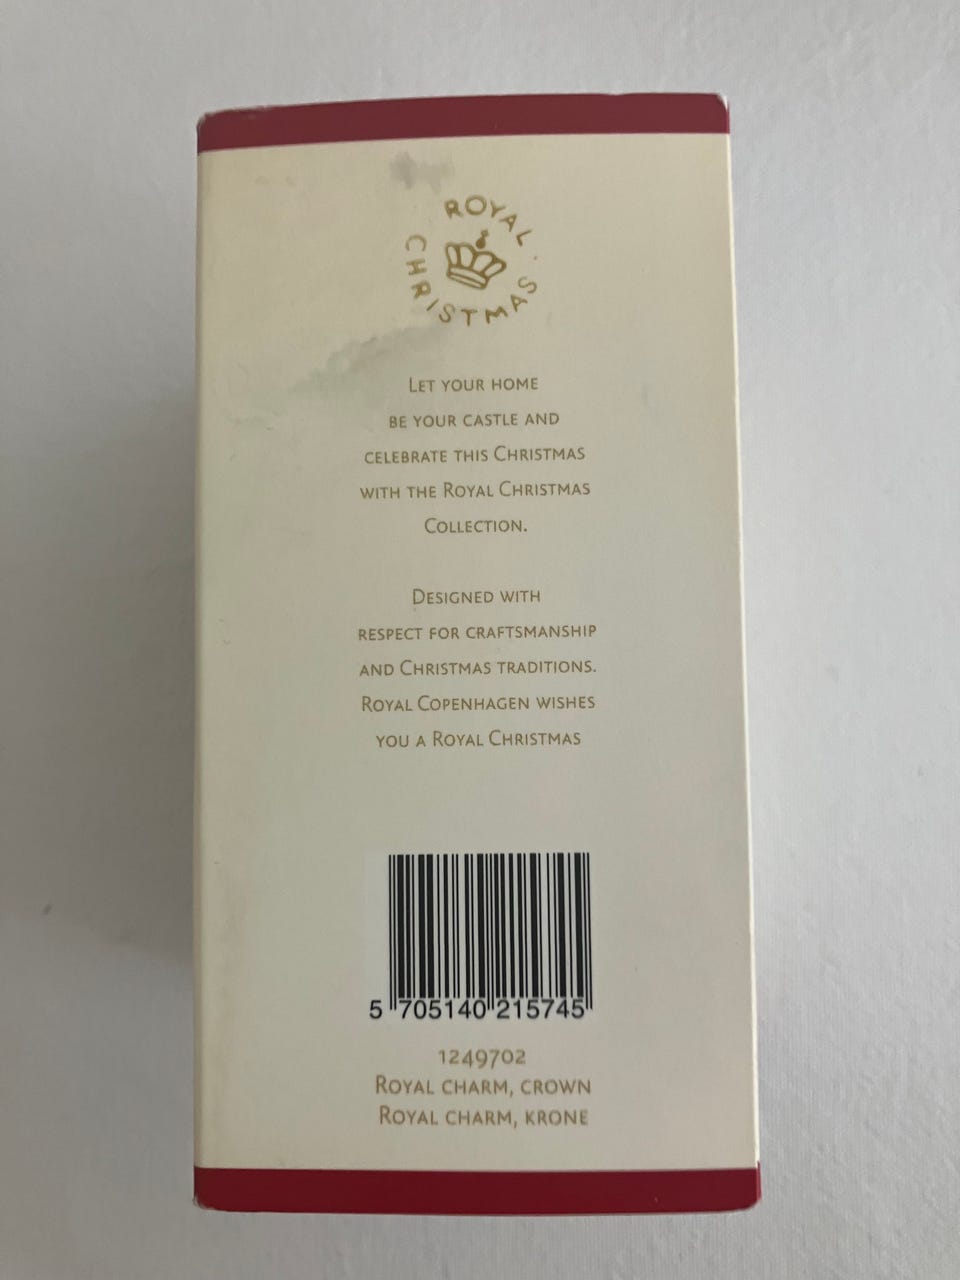 ROYAL · CHRISTMAS
LET YOUR HOME
BE YOUR CASTLE AND
CELEBRATE THIS CHRISTMAS
WITH THE ROYAL CHRISTMAS
COLLECTION.
DESIGNED WITH
RESPECT FOR CRAFTSMANSHIP
AND CHRISTMAS TRADITIONS.
ROYAL COPENHAGEN WISHES
YOU A ROYAL CHRISTMAS
5 705140 215745
1249702
ROYAL CHARM, CROWN
ROYAL CHARM, KRONE